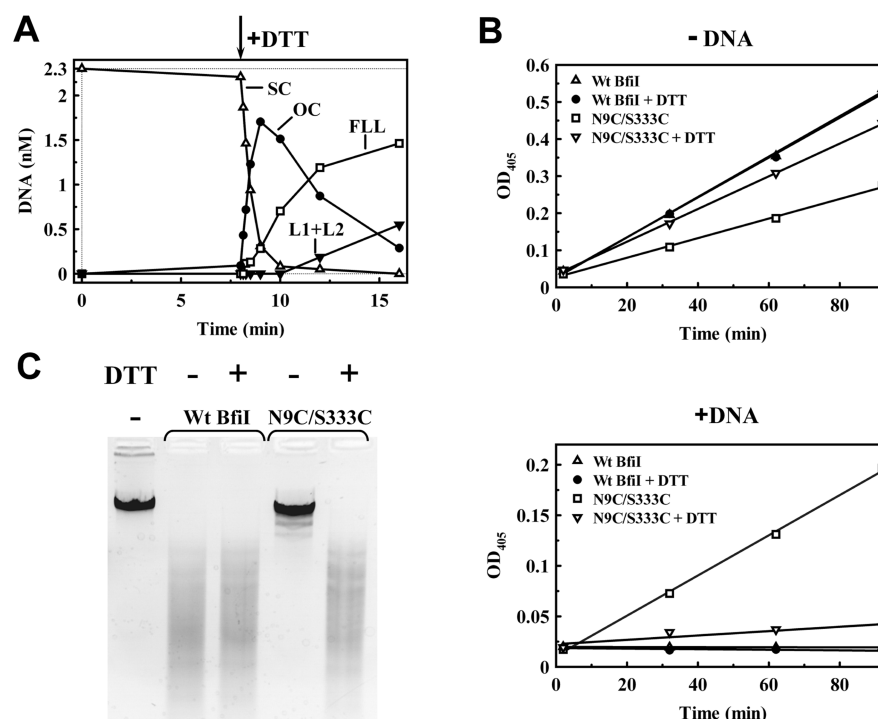 A
+DTT
2.3
2
1.5
1
0.5
0
DNA (nM)
SC
OC
FLL
L1+L2
0
5
10
15
Time (min)
B
- DNA
0.6
0.5
0.4
0.3
0.2
0.1
0
OD405
Wt BfiI
Wt BfiI + DTT
N9C/S333C
N9C/S333C + DTT
0
20
40
60
80
Time (min)
C
DTT - + - +
- Wt BfiI N9C/S333C
+DNA
0.2
0.15
0.1
0.05
0
OD405
Wt BfiI
Wt BfiI + DTT
N9C/S333C
N9C/S333C + DTT
0
20
40
60
80
Time (min)